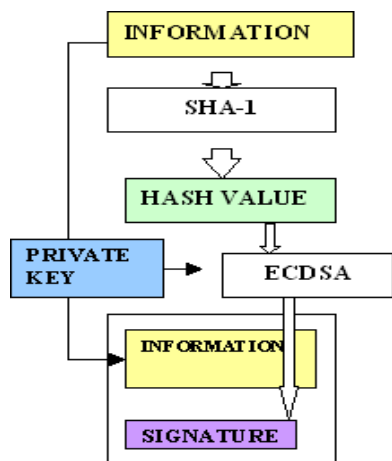 INFORMATION
SHA-1
HASH VALUE
PRIVATE
KEY
ECDSA
INFORMATION
SIGNATURE